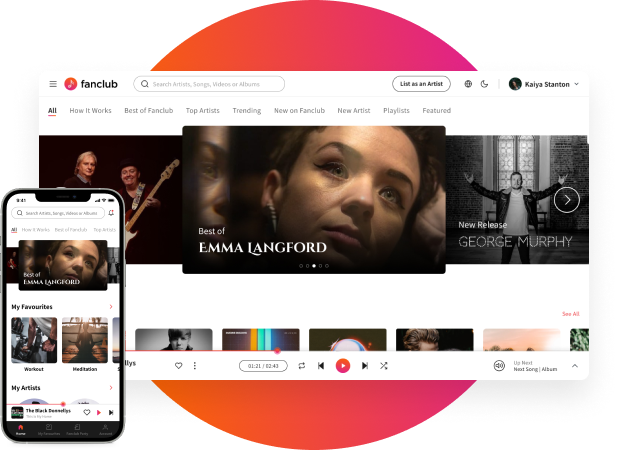 fanclub
Search Artists, Songs, Videos or Albums
List as an Artist
Kaiya Stanton
All
How It Works
Best of Fanclub
Top Artists
Trending
New on Fanclub
New Artist
Playlists
Featured
Best of
EMMA LANGFORD
New Release
GEORGE MURPHY
See All
llys
01:21 / 02:43
Up Next
Next Song | Album
9:41
Search Artists, Songs, Videos or Albums
All
How It Works
Best of Fanclub
Top Artists
Best of
EMMA LANGFORD
My Favourites
Workout
Meditation
S
My Artists
The Black Donnellys
Home
My Favourites